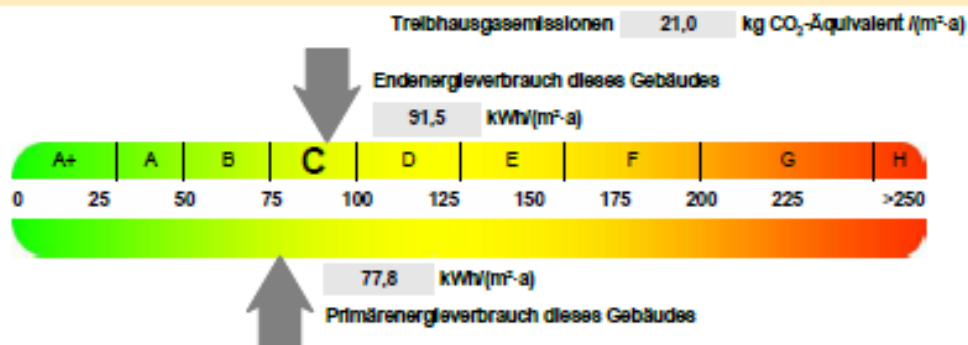 Treibhausgasemissionen 21,0 kg CO₂-Äquivalent /(m²·a)
Endenergieverbrauch dieses Gebäudes
91,5 kWh/(m²·a)
A+ A B C D E F G H
0 25 50 75 100 125 150 175 200 225 >250
77,8 kWh/(m²·a)
Primärenergieverbrauch dieses Gebäudes